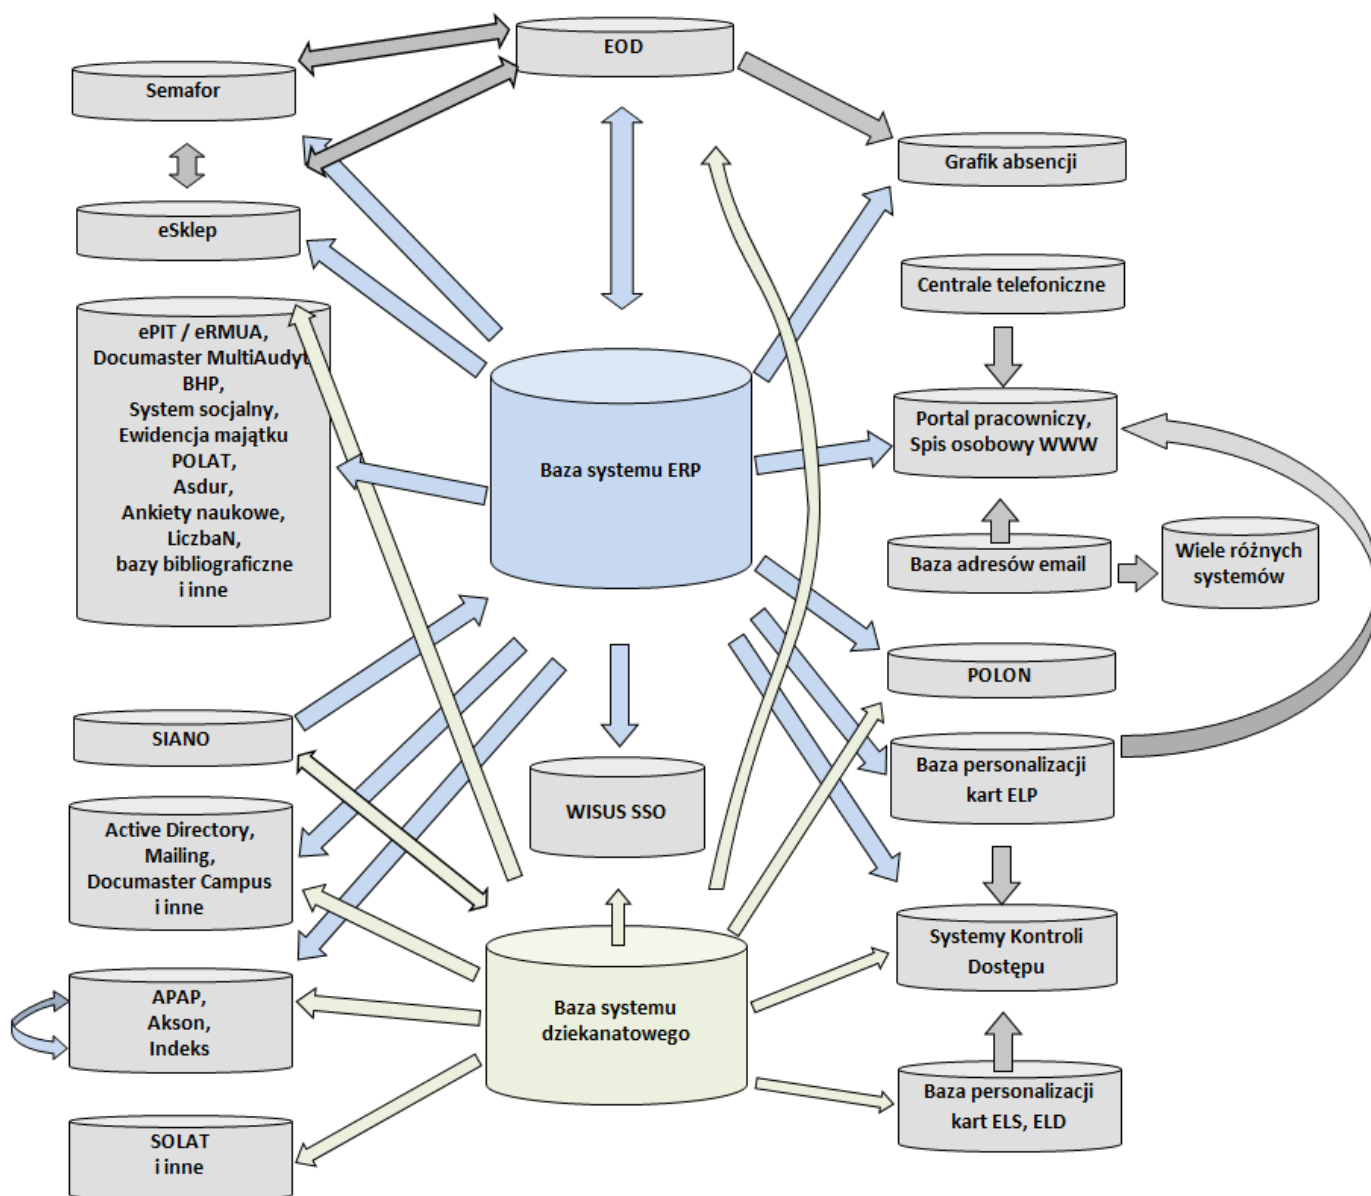 EOD
Semafor
Grafik absencji
eSklep
Centrale telefoniczne
ePIT / eRMUA,
Documaster MultiAudyt
BHP,
System socjalny,
Ewidencja majątku
POLAT,
Asdur,
Ankiety naukowe,
LiczbaN,
bazy bibliograficzne
i inne
Baza systemu ERP
Portal pracowniczy,
Spis osobowy WWW
Baza adresów email
Wiele różnych
systemów
POLON
SIANO
Baza personalizacji
kart ELP
WISUS SSO
Active Directory,
Mailing,
Documaster Campus
i inne
Systemy Kontroli
Dostępu
APAP,
Akson,
Indeks
Baza systemu
dziekanatowego
Baza personalizacji
kart ELS, ELD
SOLAT
i inne